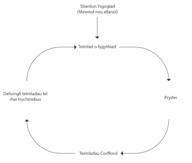 Sbardun Ysgogiad
(Mewnol neu allanol)
Teimlad o fygythiad
Dehongli teimladau fel
rhai trychinebus
Pryder
Teimladau Corfforol